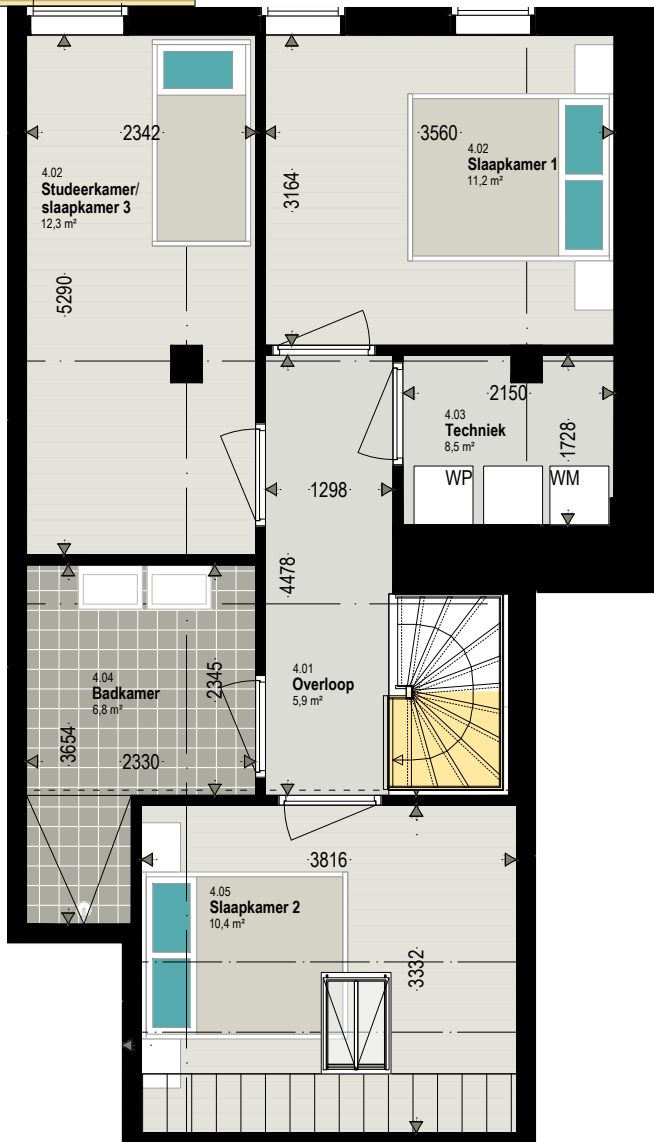 2342
3560
4.02
Studeerkamer/
slaapkamer 3
12,3 m²
4.02
Slaapkamer 1
11,2 m²
3164
5290
2150
4.03
Techniek
8,5 m²
1728
WP
WM
1298
4478
4.04
Badkamer
6,8 m²
2345
4.01
Overloop
5,9 m²
3654
2330
3816
4.05
Slaapkamer 2
10,4 m²
3332